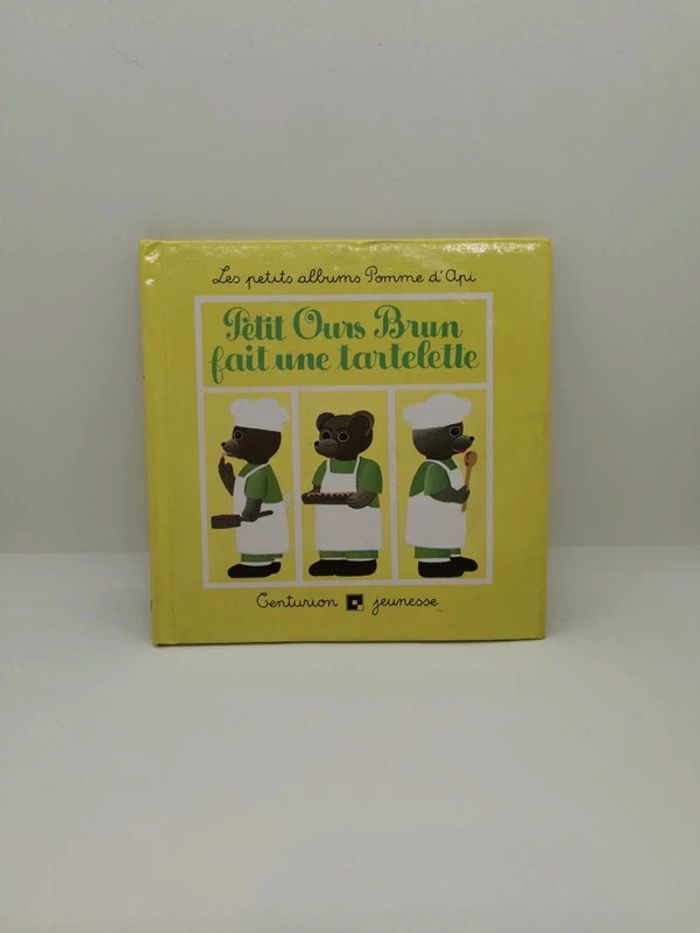 Les petits albums Pomme d'Api
Petit Ours Brun
fait une tartelette
Centurion jeunesse